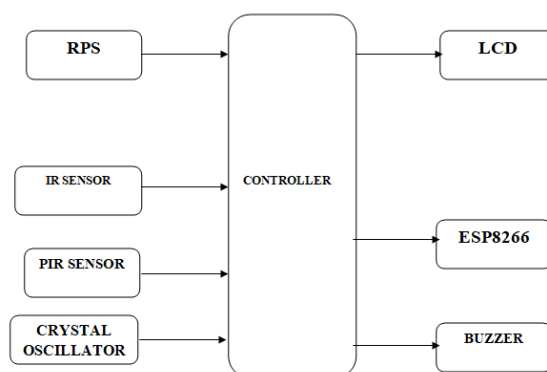 RPS
LCD
IR SENSOR
CONTROLLER
ESP8266
PIR SENSOR
CRYSTAL
OSCILLATOR
BUZZER